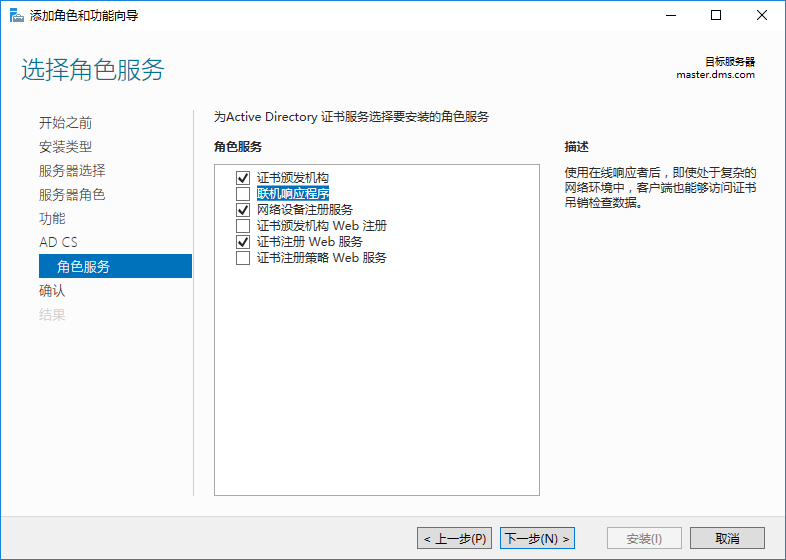 添加角色和功能向导
选择角色服务
目标服务器
master.dms.com
开始之前
安装类型
服务器选择
服务器角色
功能
AD CS
角色服务
确认
结果
为Active Directory 证书服务选择要安装的角色服务
角色服务
证书颁发机构
联机响应程序
网络设备注册服务
证书颁发机构 Web 注册
证书注册 Web 服务
证书注册策略 Web 服务
描述
使用在线响应者后，即使处于复杂的
网络环境中，客户端也能够访问证书
吊销检查数据。
< 上一步(P)
下一步(N) >
安装(I)
取消